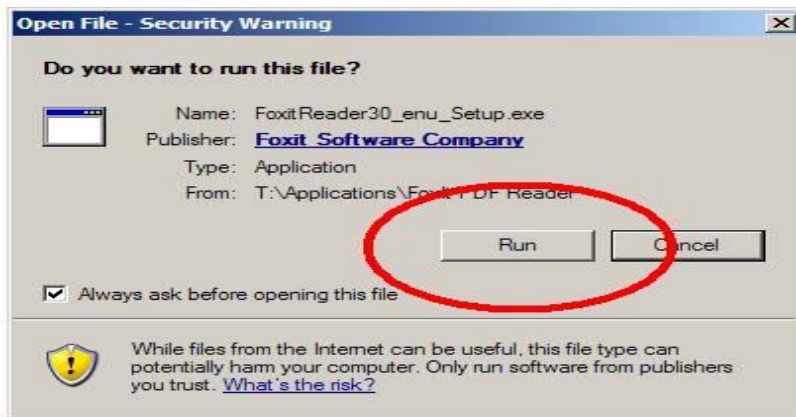 Open File - Security Warning
Do you want to run this file?
Name: FoxitReader30_enu_Setup.exe
Publisher: Foxit Software Company
Type: Application
From: T:\Applications\Foxit PDF Reader
Run Cancel
Always ask before opening this file
While files from the Internet can be useful, this file type can
potentially harm your computer. Only run software from publishers
you trust. What's the risk?